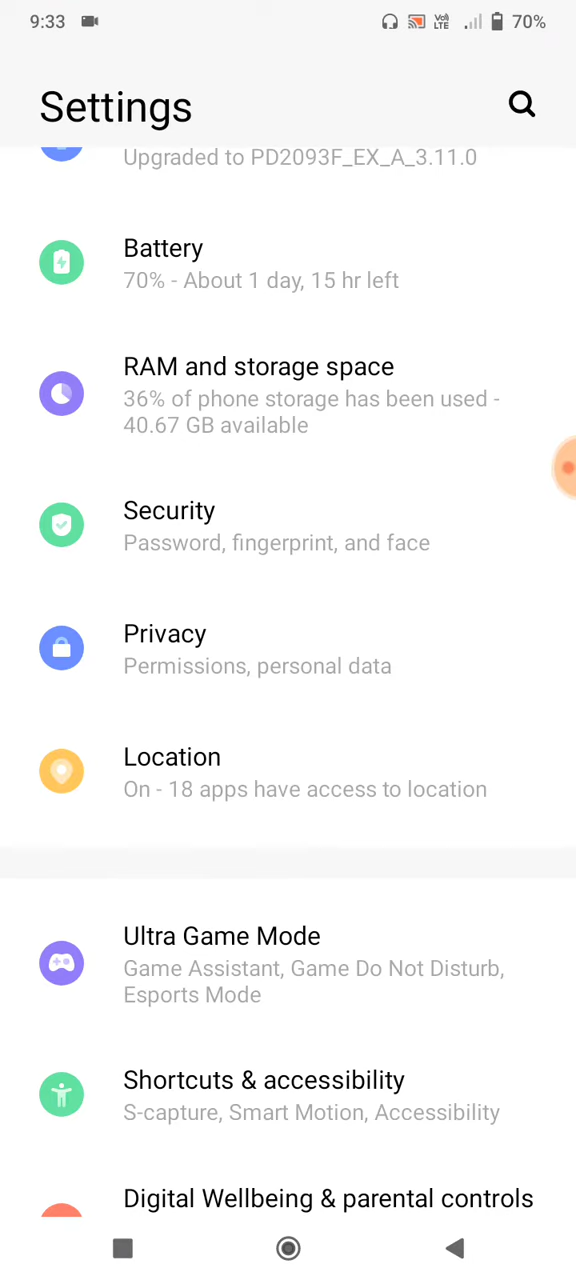 9:33
Vo)
LTE
70%
Settings
Upgraded to PD2093F_EX_A_3.11.0
Battery
70% - About 1 day, 15 hr left
RAM and storage space
36% of phone storage has been used -
40.67 GB available
Security
Password, fingerprint, and face
Privacy
Permissions, personal data
Location
On - 18 apps have access to location
Ultra Game Mode
Game Assistant, Game Do Not Disturb,
Esports Mode
Shortcuts & accessibility
S-capture, Smart Motion, Accessibility
Digital Wellbeing & parental controls